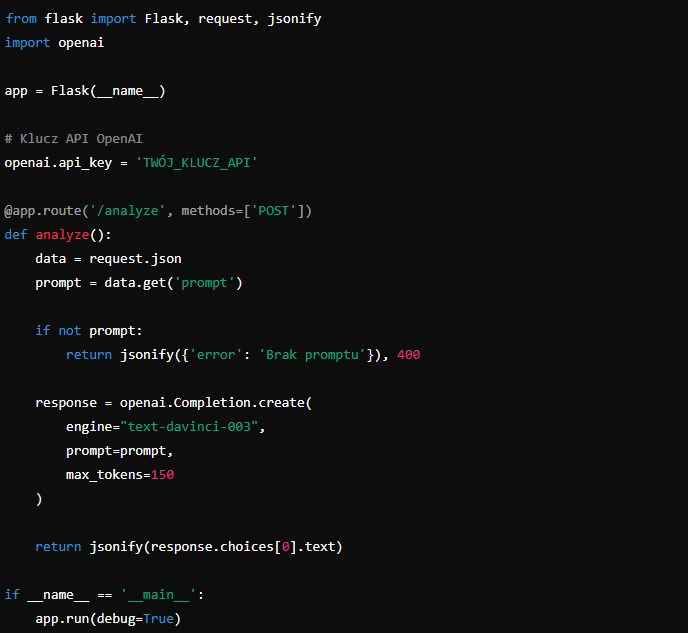 from flask import Flask, request, jsonify
import openai

app = Flask(__name__)

# Klucz API OpenAI
openai.api_key = 'TWÓJ_KLUCZ_API'

@app.route('/analyze', methods=['POST'])
def analyze():
    data = request.json
    prompt = data.get('prompt')

    if not prompt:
        return jsonify({'error': 'Brak promptu'}), 400

    response = openai.Completion.create(
        engine="text-davinci-003",
        prompt=prompt,
        max_tokens=150
    )

    return jsonify(response.choices[0].text)

if __name__ == '__main__':
    app.run(debug=True)